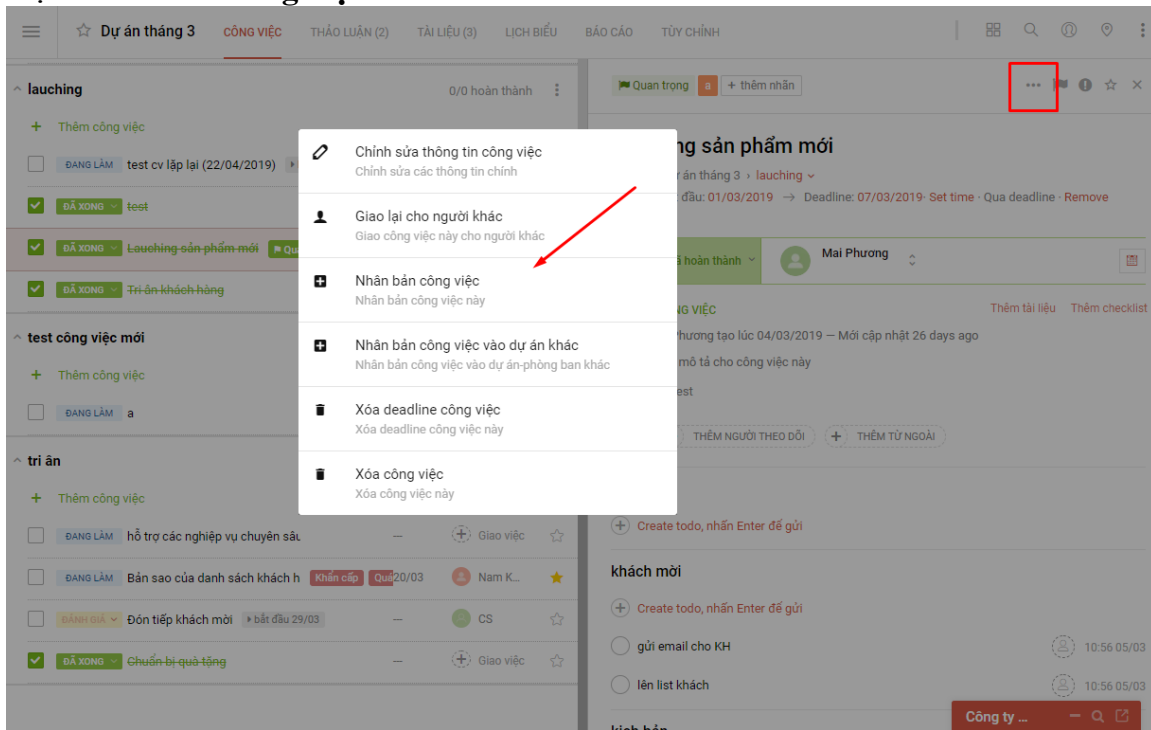 Dự án tháng 3 CÔNG VIỆC THẢO LUẬN (2) TÀI LIỆU (3) LỊCH BIỂU BÁO CÁO TÙY CHỈNH
lauching 0/0 hoàn thành
+ Thêm công việc
ĐANG LÀM test cv lặp lại (22/04/2019)
ĐÃ XONG test
ĐÃ XONG Lauching sản phẩm mới
ĐÃ XONG Tri ân khách hàng
test công việc mới
+ Thêm công việc
ĐANG LÀM a
tri ân
+ Thêm công việc
ĐANG LÀM hỗ trợ các nghiệp vụ chuyên sâu — Giao việc
ĐANG LÀM Bản sao của danh sách khách h Khẩn cấp Quá 20/03 Nam K...
ĐÁNH GIÁ Đón tiếp khách mời bắt đầu 29/03 — CS
ĐÃ XONG Chuẩn bị quà tặng — Giao việc
Chỉnh sửa thông tin công việc
Chỉnh sửa các thông tin chính
Giao lại cho người khác
Giao công việc này cho người khác
Nhân bản công việc
Nhân bản công việc này
Nhân bản công việc vào dự án khác
Nhân bản công việc vào dự án-phòng ban khác
Xóa deadline công việc
Xóa deadline công việc này
Xóa công việc
Xóa công việc này
Quan trọng a + thêm nhãn
ng sản phẩm mới
án tháng 3 › lauching
đầu: 01/03/2019 → Deadline: 07/03/2019· Set time · Qua deadline · Remove
ã hoàn thành Mai Phương
NG VIỆC Thêm tài liệu Thêm checklist
hương tạo lúc 04/03/2019 — Mới cập nhật 26 days ago
mô tả cho công việc này
est
THÊM NGƯỜI THEO DÕI + THÊM TỪ NGOÀI
+ Create todo, nhấn Enter để gửi
khách mời
+ Create todo, nhấn Enter để gửi
gửi email cho KH 10:56 05/03
lên list khách 10:56 05/03
Công ty ...